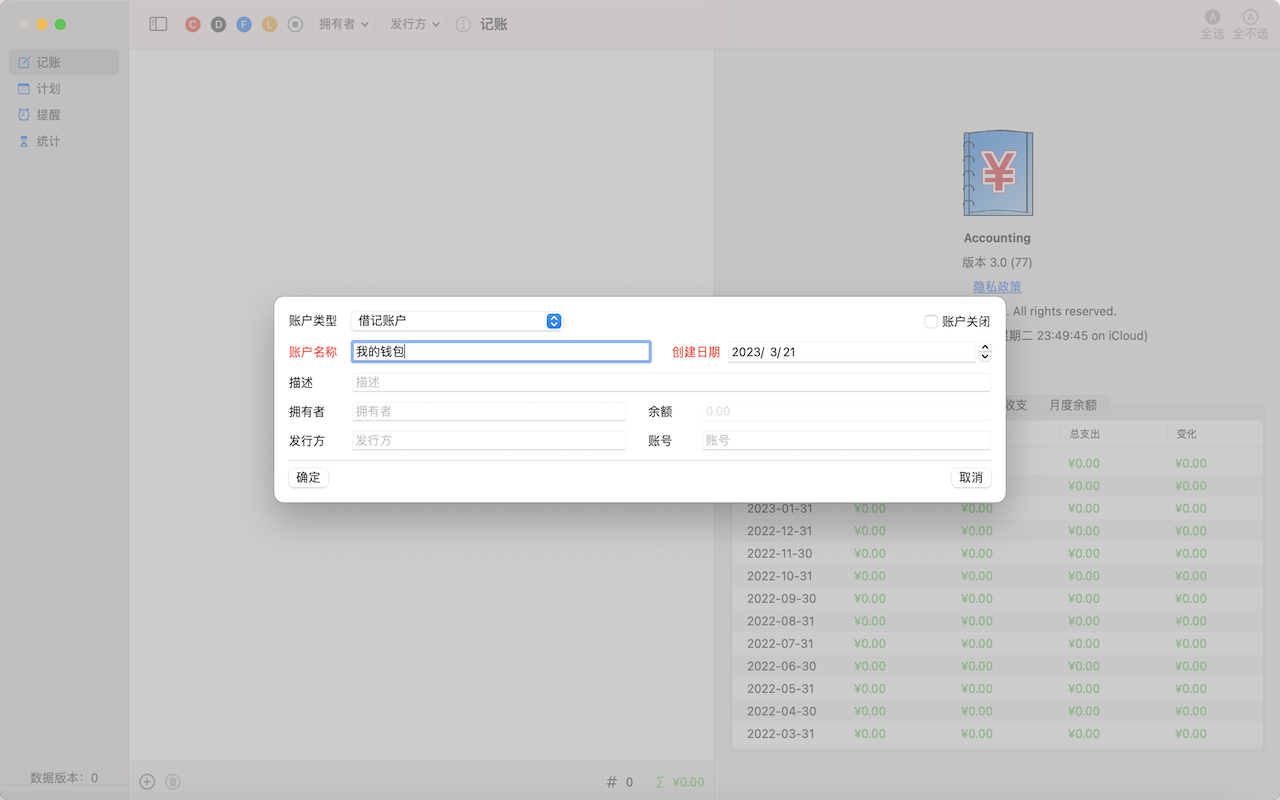 C D F L 拥有者 发行方 记账
A A
全选 全不选
记账
计划
提醒
统计
¥
Accounting
版本 3.0 (77)
隐私政策
. All rights reserved.
期二 23:49:45 on iCloud)
账户类型 借记账户 账户关闭
账户名称 我的钱包 创建日期 2023/ 3/21
描述 描述
拥有者 拥有者 余额 0.00
发行方 发行方 账号 账号
确定 取消
收支 月度余额
总支出 变化
¥0.00 ¥0.00
¥0.00 ¥0.00
2023-01-31 ¥0.00 ¥0.00 ¥0.00 ¥0.00
2022-12-31 ¥0.00 ¥0.00 ¥0.00 ¥0.00
2022-11-30 ¥0.00 ¥0.00 ¥0.00 ¥0.00
2022-10-31 ¥0.00 ¥0.00 ¥0.00 ¥0.00
2022-09-30 ¥0.00 ¥0.00 ¥0.00 ¥0.00
2022-08-31 ¥0.00 ¥0.00 ¥0.00 ¥0.00
2022-07-31 ¥0.00 ¥0.00 ¥0.00 ¥0.00
2022-06-30 ¥0.00 ¥0.00 ¥0.00 ¥0.00
2022-05-31 ¥0.00 ¥0.00 ¥0.00 ¥0.00
2022-04-30 ¥0.00 ¥0.00 ¥0.00 ¥0.00
2022-03-31 ¥0.00 ¥0.00 ¥0.00 ¥0.00
数据版本：0
# 0 Σ ¥0.00